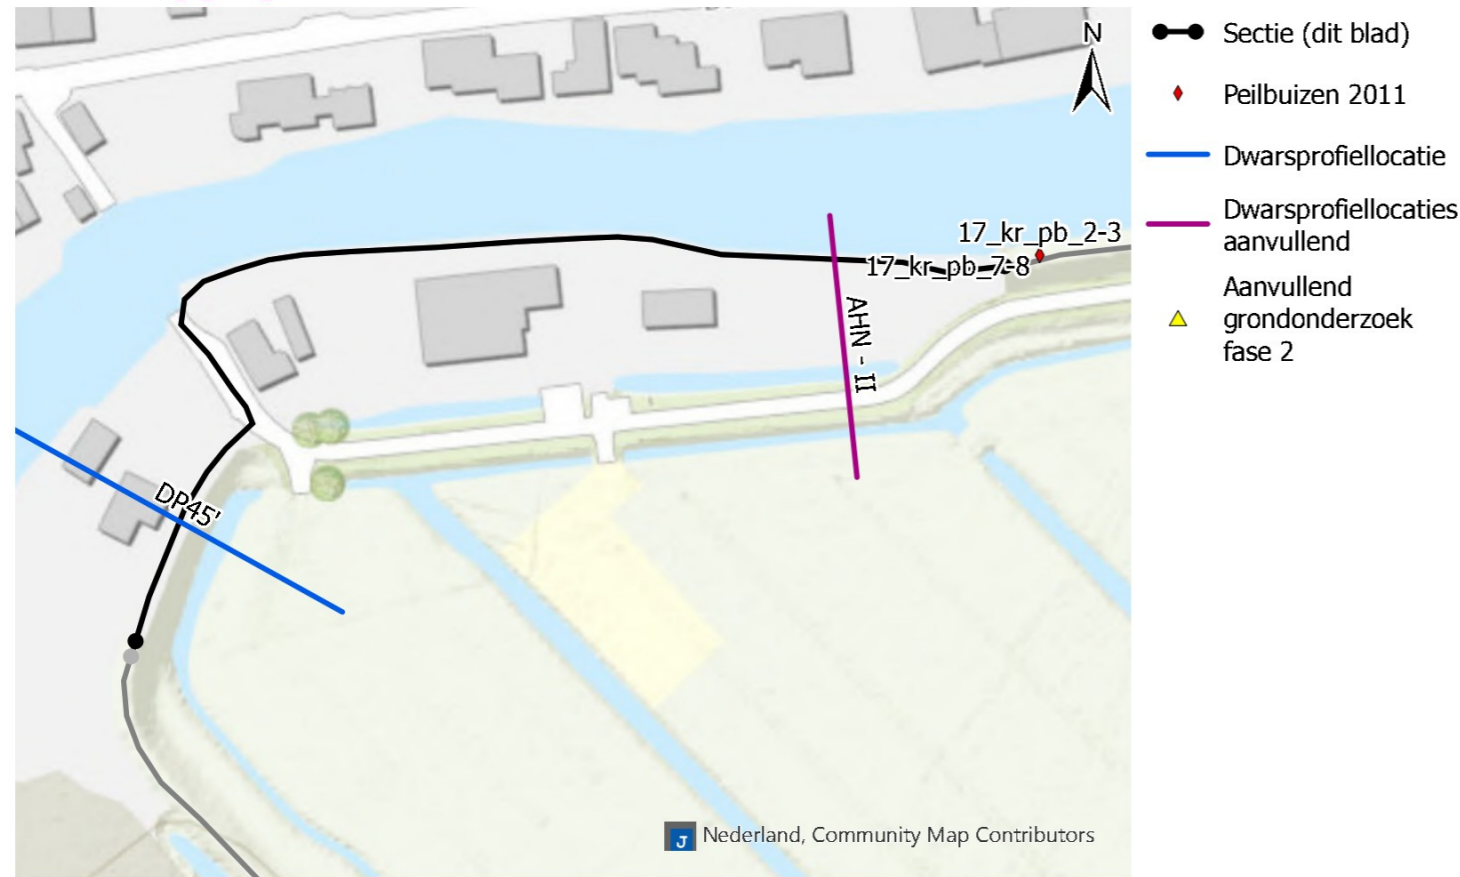 N
17_kr_pb_2-3
17_kr_pb_7-8
AHN - II
DP45'
J Nederland, Community Map Contributors
Sectie (dit blad)
Peilbuizen 2011
Dwarsprofiellocatie
Dwarsprofiellocaties
aanvullend
Aanvullend
grondonderzoek
fase 2